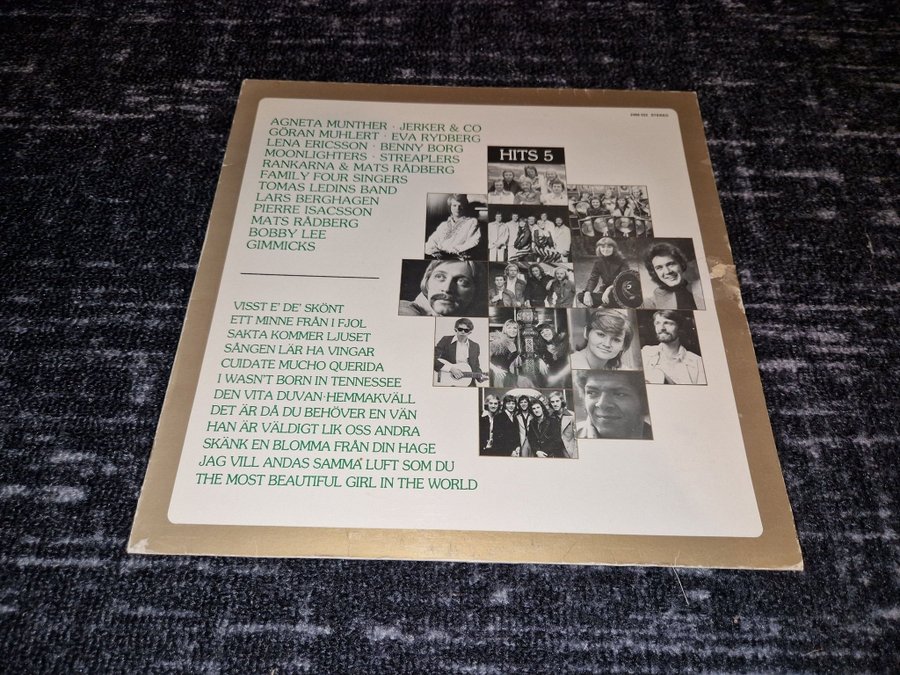 STEREO
AGNETA MUNTHER · JERKER & CO
GÖRAN MUHLERT · EVA RYDBERG
LENA ERICSSON · BENNY BORG
MOONLIGHTERS · STREAPLERS
RANKARNA & MATS RÅDBERG
FAMILY FOUR SINGERS
TOMAS LEDINS BAND
LARS BERGHAGEN
PIERRE ISACSSON
MATS RÅDBERG
BOBBY LEE
GIMMICKS
HITS 5
VISST E' DE' SKÖNT
ETT MINNE FRÅN I FJOL
SAKTA KOMMER LJUSET
SÅNGEN LÄR HA VINGAR
CUIDATE MUCHO QUERIDA
I WASN'T BORN IN TENNESSEE
DEN VITA DUVAN·HEMMAKVÄLL
DET ÄR DÅ DU BEHÖVER EN VÄN
HAN ÄR VÄLDIGT LIK OSS ANDRA
SKÄNK EN BLOMMA FRÅN DIN HAGE
JAG VILL ANDAS SAMMA LUFT SOM DU
THE MOST BEAUTIFUL GIRL IN THE WORLD